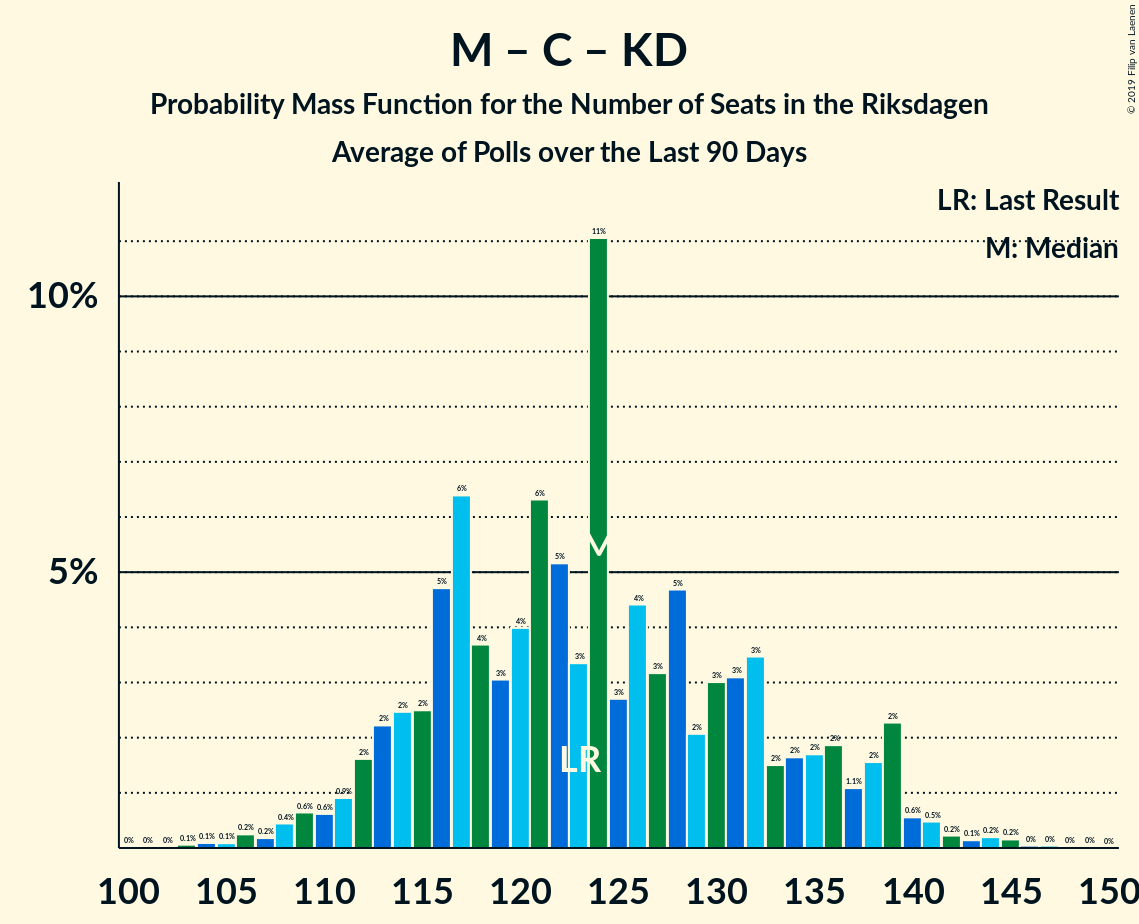 M – C – KD
Probability Mass Function for the Number of Seats in the Riksdagen
Average of Polls over the Last 90 Days
© 2019 Filip van Laenen
LR: Last Result
M: Median
10%
5%
0% 0% 0% 0.1% 0.1% 0.1% 0.2% 0.2% 0.4% 0.6% 0.6% 0.9% 2% 2% 2% 2% 5% 6% 4% 3% 4% 6% 5% 3% 11% 3% 4% 3% 5% 2% 3% 3% 3% 2% 2% 2% 2% 1.1% 2% 2% 0.6% 0.5% 0.2% 0.1% 0.2% 0.2% 0% 0% 0% 0% 0%
M
LR
100 105 110 115 120 125 130 135 140 145 150